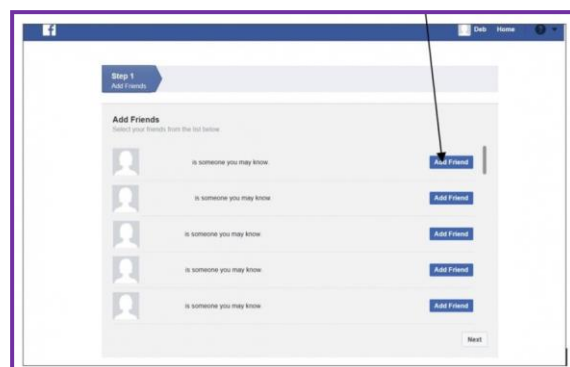 f
Deb Home ?
Step 1
Add Friends
Add Friends
Select your friends from the list below
is someone you may know. Add Friend
is someone you may know Add Friend
is someone you may know. Add Friend
is someone you may know. Add Friend
is someone you may know. Add Friend
Next